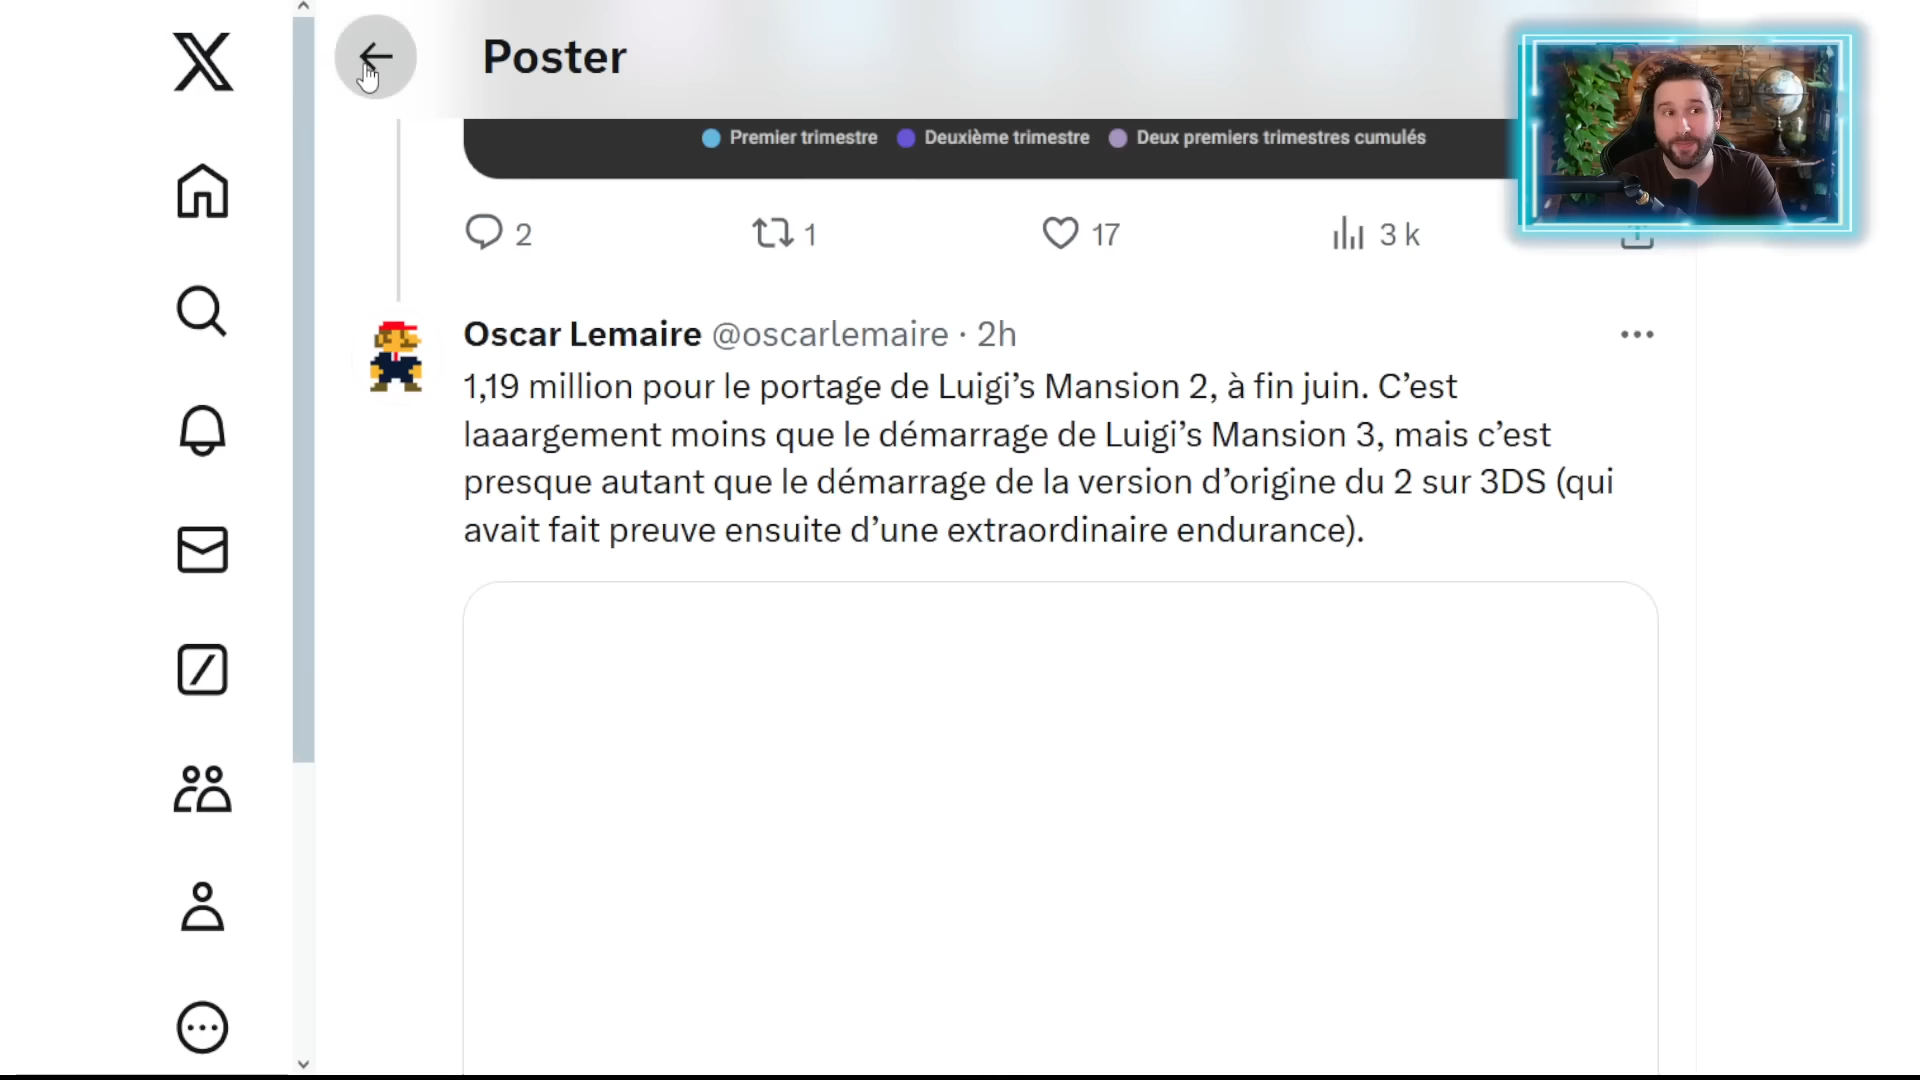 Poster
Premier trimestre Deuxième trimestre Deux premiers trimestres cumulés
2 1 17 3 k
Oscar Lemaire @oscarlemaire · 2h
1,19 million pour le portage de Luigi’s Mansion 2, à fin juin. C’est
laaargement moins que le démarrage de Luigi’s Mansion 3, mais c’est
presque autant que le démarrage de la version d’origine du 2 sur 3DS (qui
avait fait preuve ensuite d’une extraordinaire endurance).